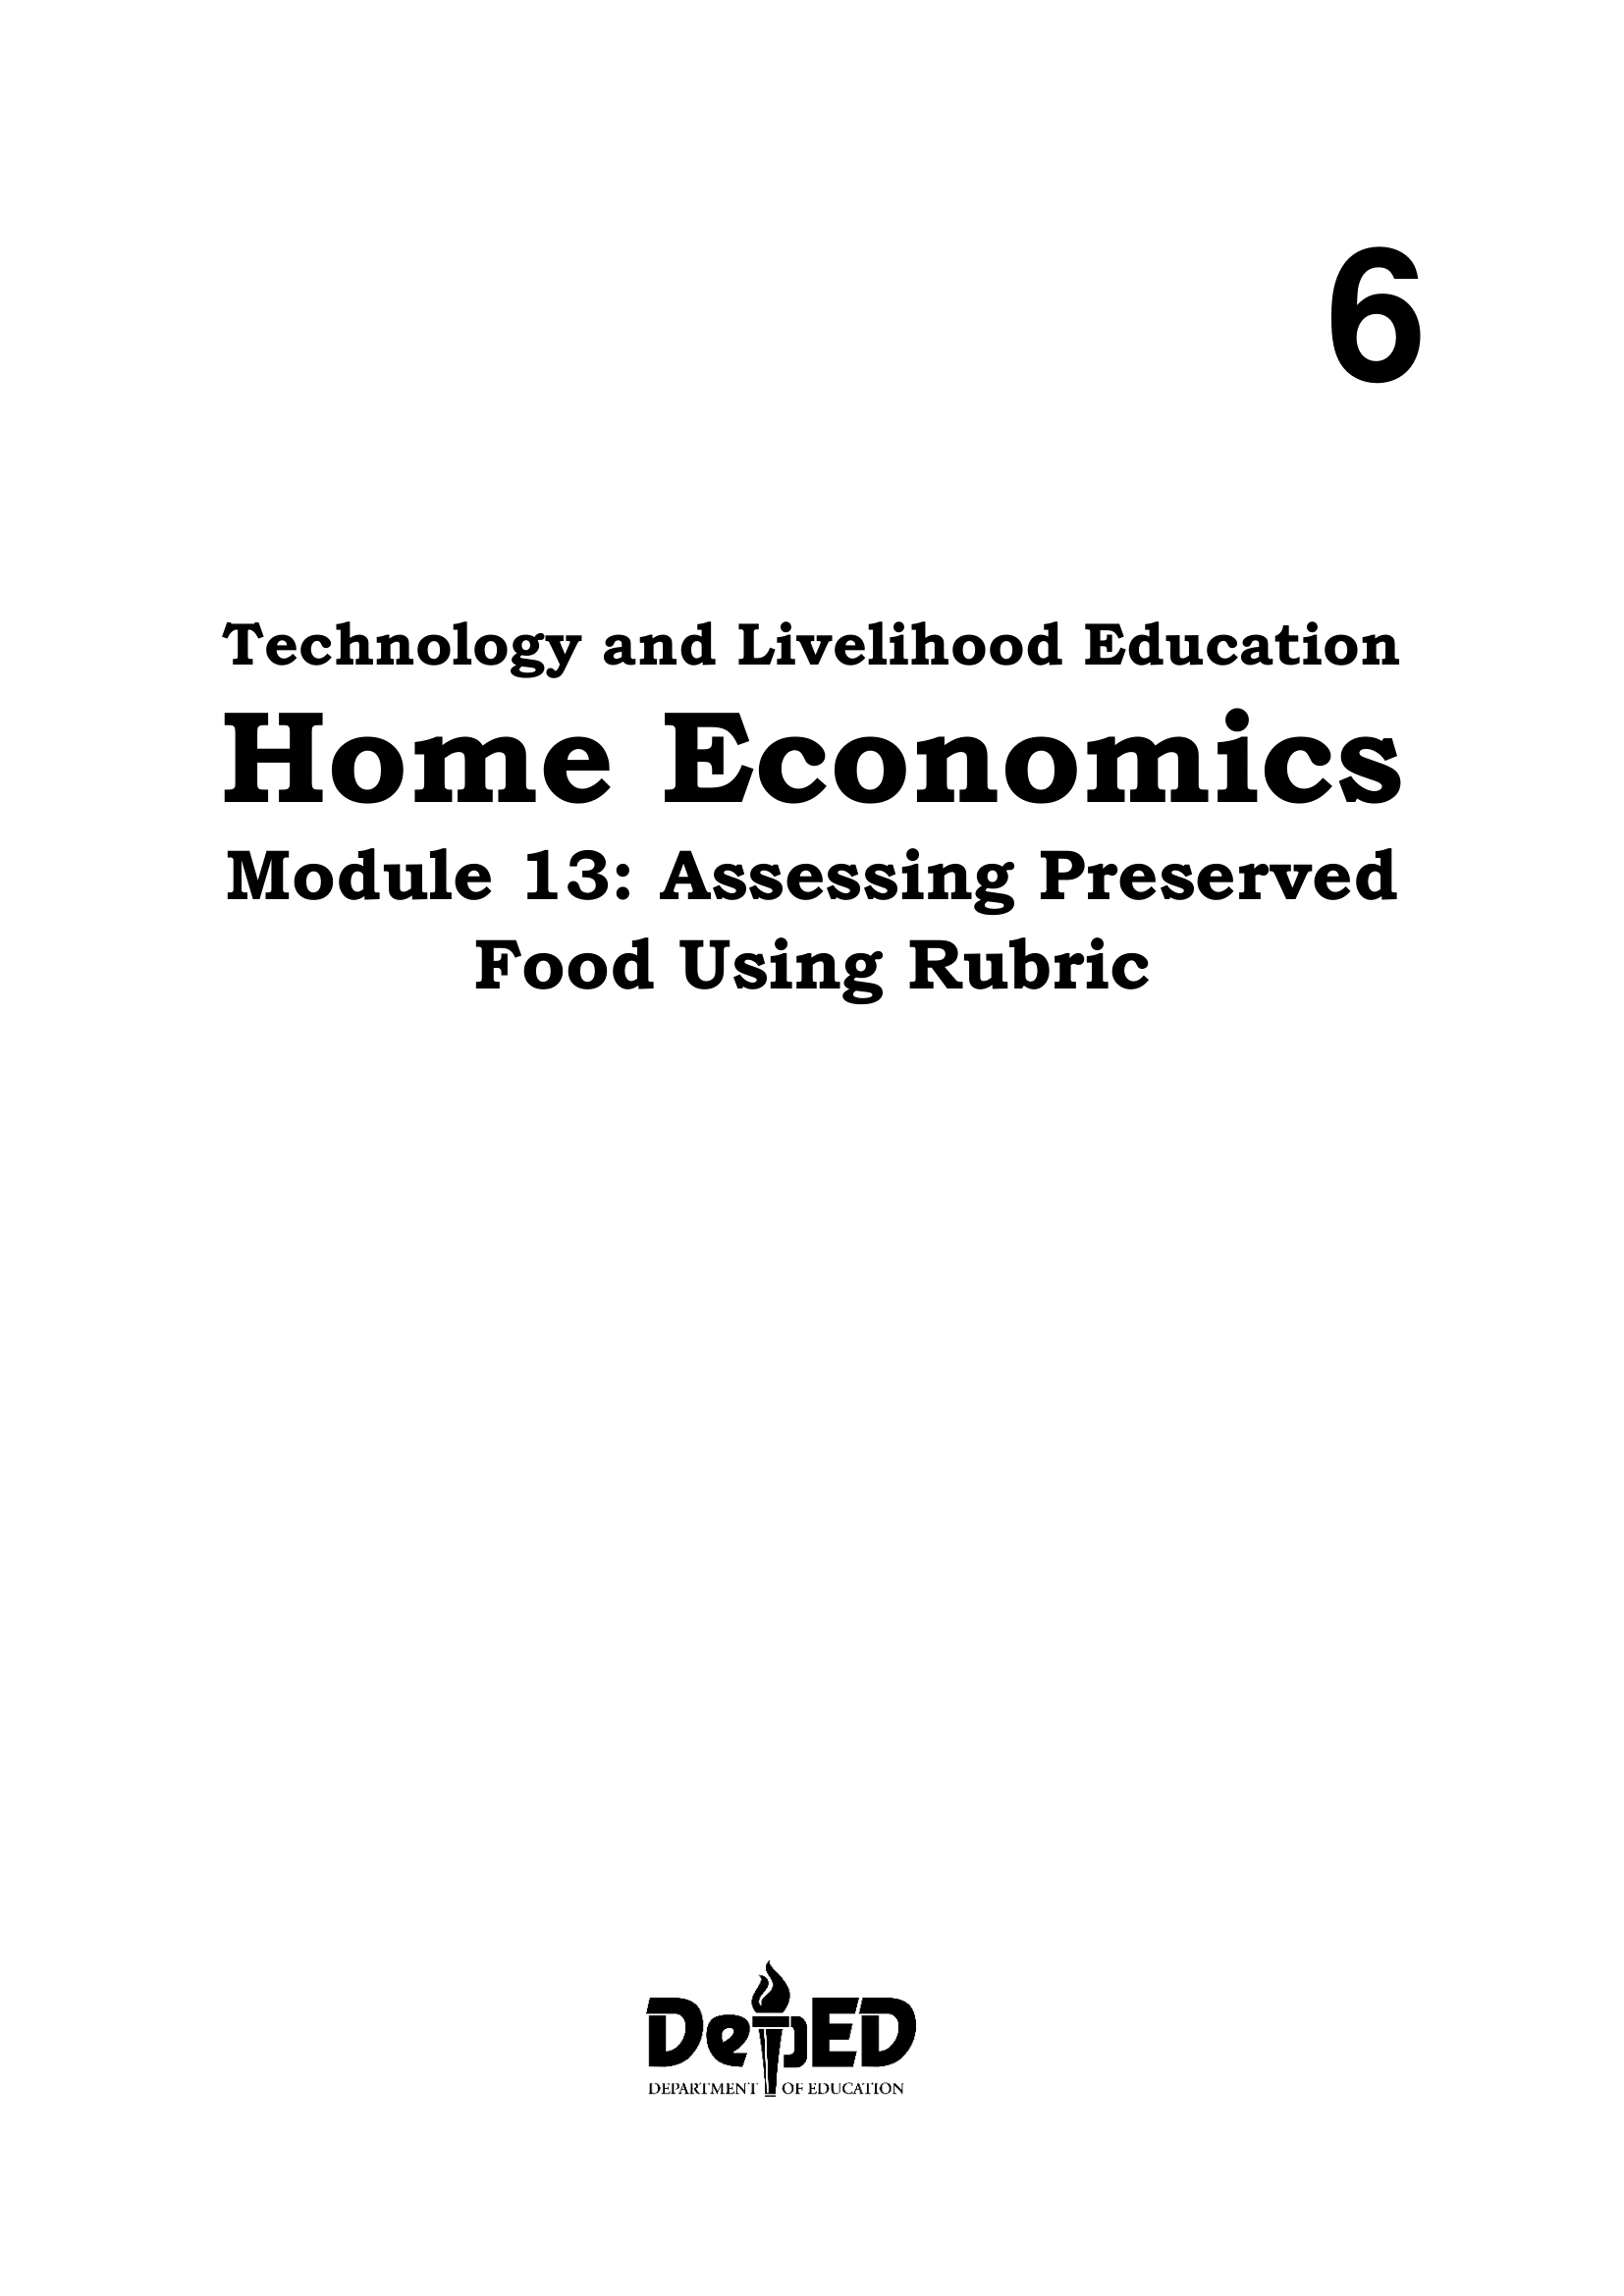 6
Technology and Livelihood Education
Home Economics
Module 13: Assessing Preserved
Food Using Rubric
DepED
DEPARTMENT OF EDUCATION